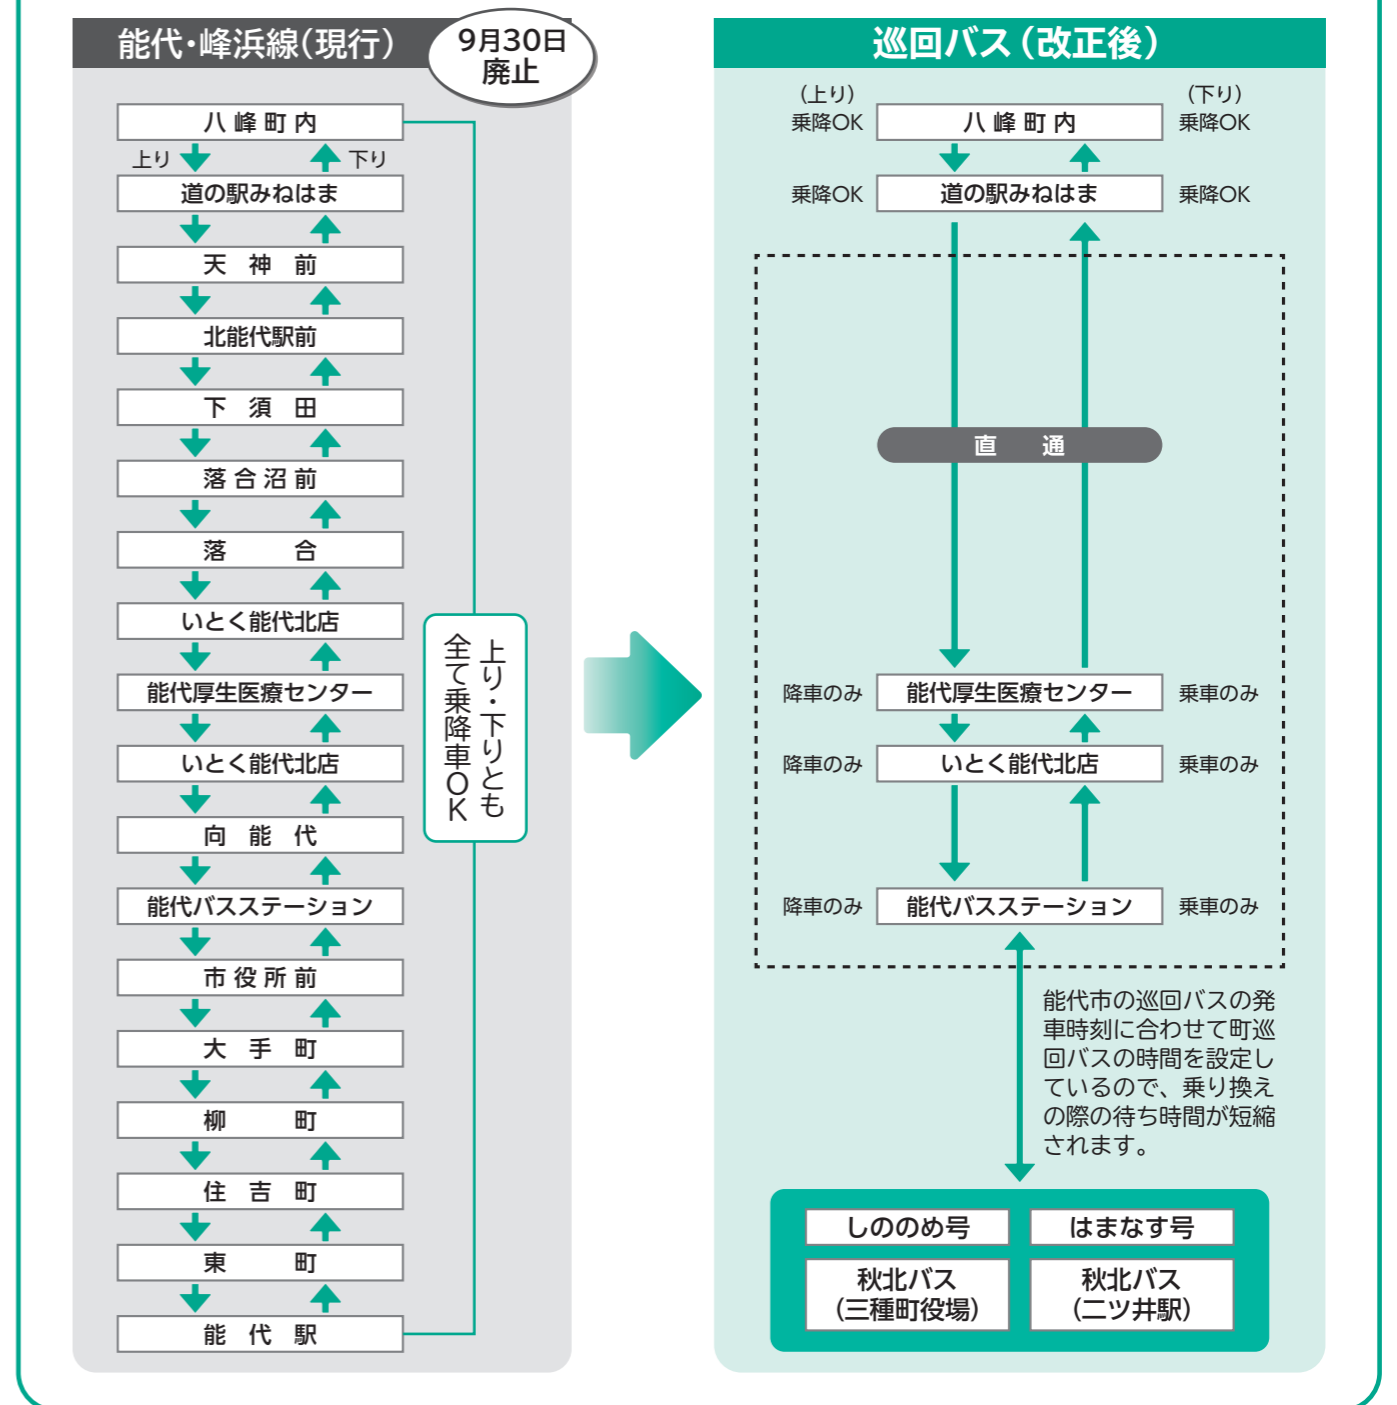 能代・峰浜線（現行）
9月30日
廃止
八峰町内
上り
下り
道の駅みねはま
天神前
北能代駅前
下須田
落合沼前
落合
いとく能代北店
能代厚生医療センター
いとく能代北店
向能代
能代バスステーション
市役所前
大手町
柳町
住吉町
東町
能代駅
上り・下りとも
全て乗降車OK
巡回バス（改正後）
（上り）
（下り）
乗降OK
八峰町内
乗降OK
乗降OK
道の駅みねはま
乗降OK
直通
降車のみ
能代厚生医療センター
乗車のみ
降車のみ
いとく能代北店
乗車のみ
降車のみ
能代バスステーション
乗車のみ
能代市の巡回バスの発
車時刻に合わせて町巡
回バスの時間を設定し
ているので、乗り換え
の際の待ち時間が短縮
されます。
しののめ号
はまなす号
秋北バス
（三種町役場）
秋北バス
（二ツ井駅）